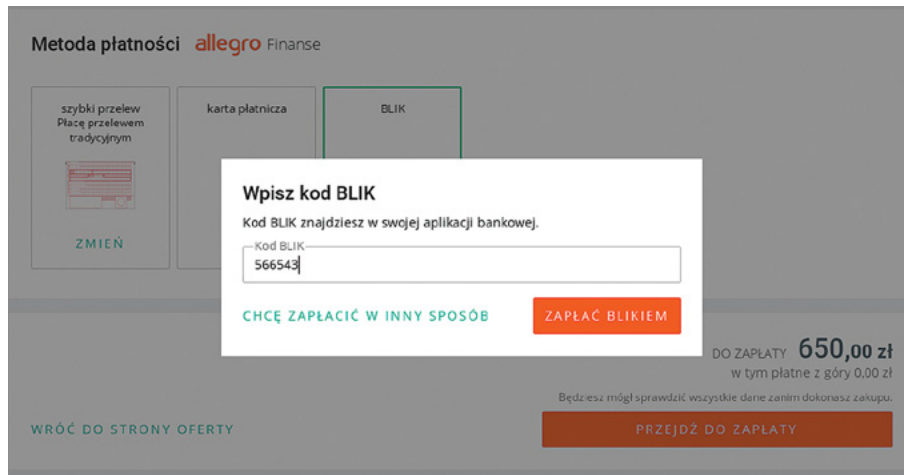 Metoda płatności allegro Finanse
szybki przelew
Płacę przelewem
tradycyjnym
ZMIEŃ
karta płatnicza
BLIK
Wpisz kod BLIK
Kod BLIK znajdziesz w swojej aplikacji bankowej.
Kod BLIK
566543
CHCĘ ZAPŁACIĆ W INNY SPOSÓB
ZAPŁAĆ BLIKIEM
DO ZAPŁATY 650,00 zł
w tym płatne z góry 0,00 zł
Będziesz mógł sprawdzić wszystkie dane zanim dokonasz zakupu.
WRÓĆ DO STRONY OFERTY
PRZEJDŹ DO ZAPŁATY